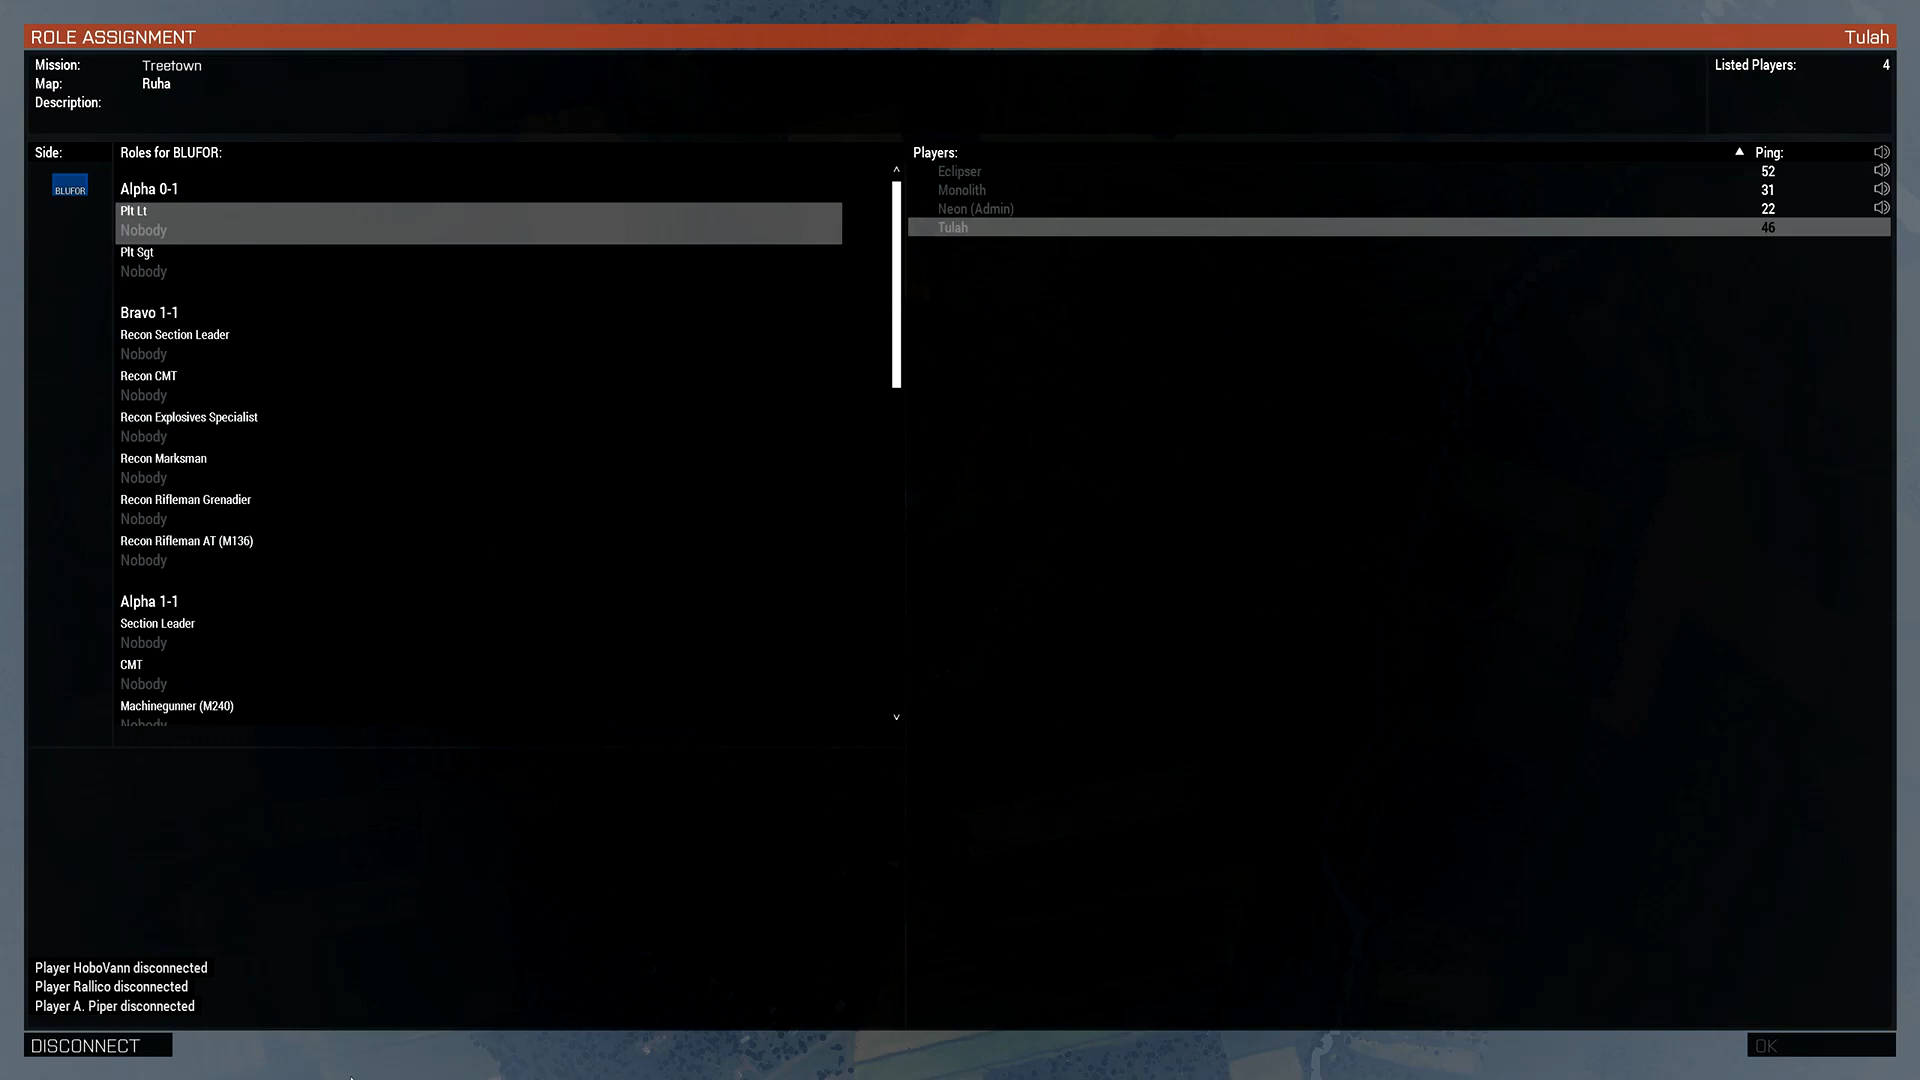 ROLE ASSIGNMENT Tulah
Mission: Treetown
Listed Players: 4
Map: Ruha
Description:
Side:
BLUFOR
Roles for BLUFOR:
Alpha 0-1
Plt Lt
Nobody
Plt Sgt
Nobody
Bravo 1-1
Recon Section Leader
Nobody
Recon CMT
Nobody
Recon Explosives Specialist
Nobody
Recon Marksman
Nobody
Recon Rifleman Grenadier
Nobody
Recon Rifleman AT (M136)
Nobody
Alpha 1-1
Section Leader
Nobody
CMT
Nobody
Machinegunner (M240)
Nobody
Players: Ping:
Eclipser 52
Monolith 31
Neon (Admin) 22
Tulah 46
Player HoboVann disconnected
Player Rallico disconnected
Player A. Piper disconnected
DISCONNECT
OK